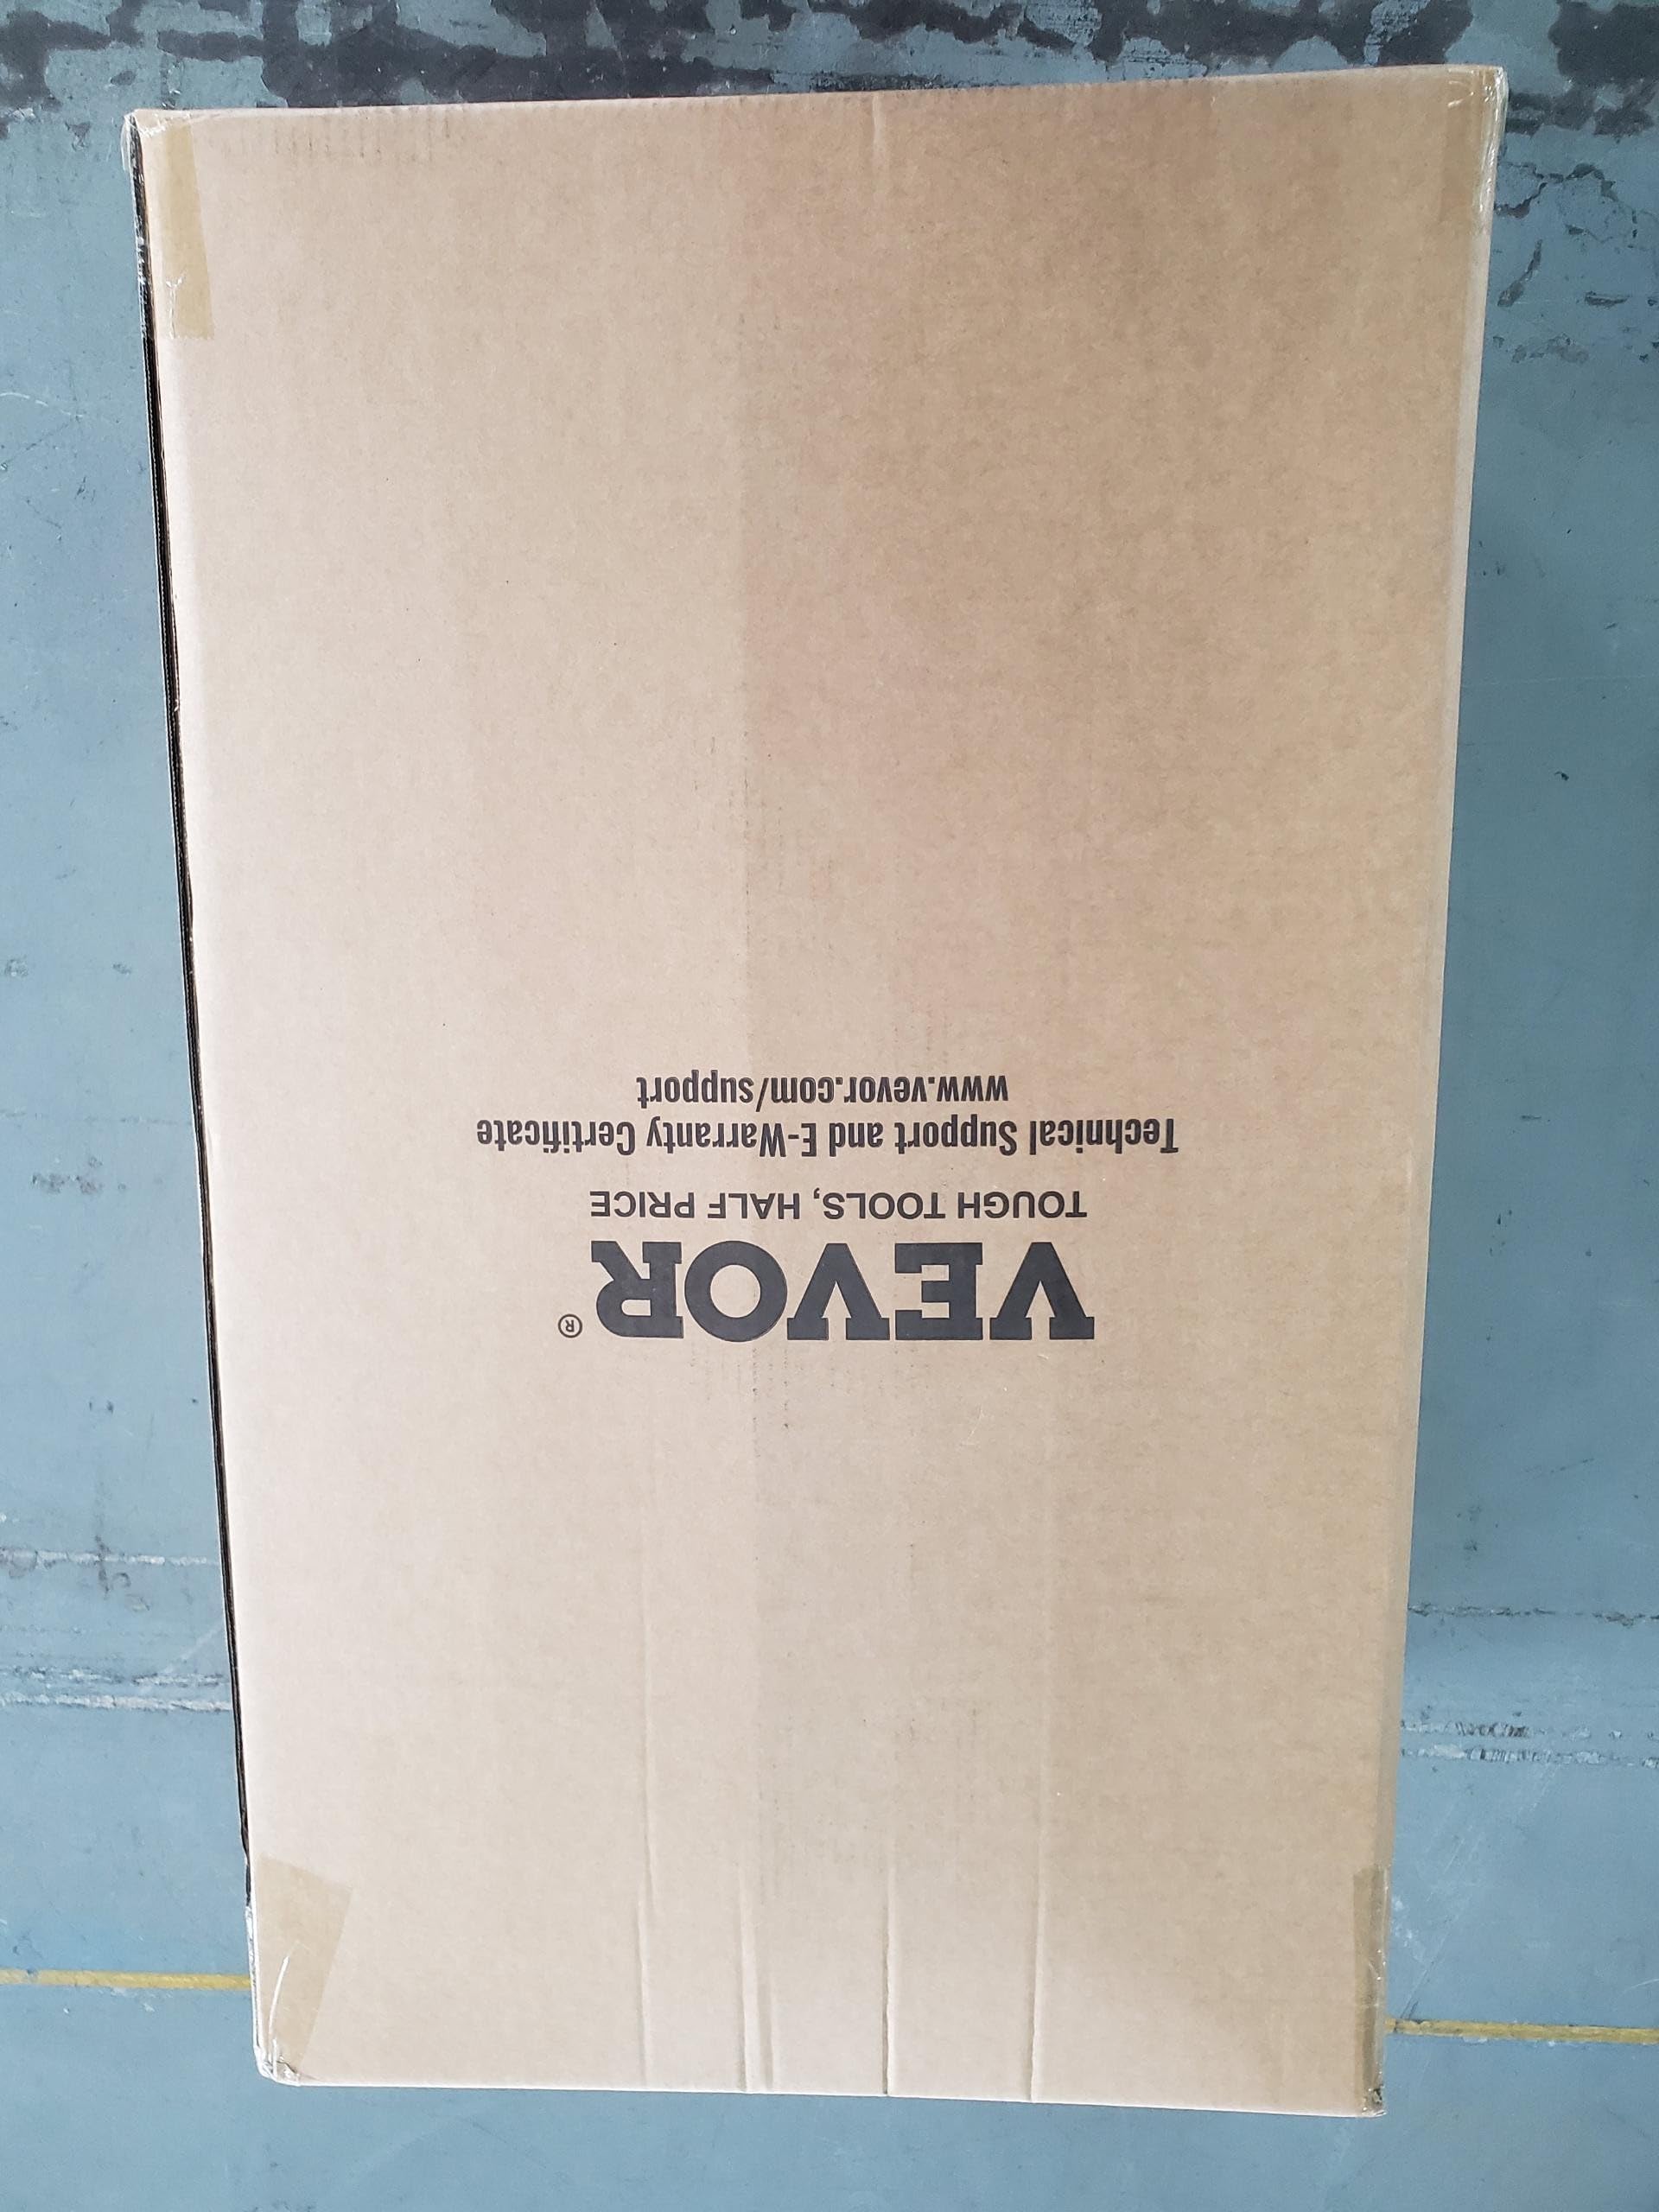 VEVOR®
TOUGH TOOLS, HALF PRICE
Technical Support and E-Warranty Certificate
www.vevor.com/support